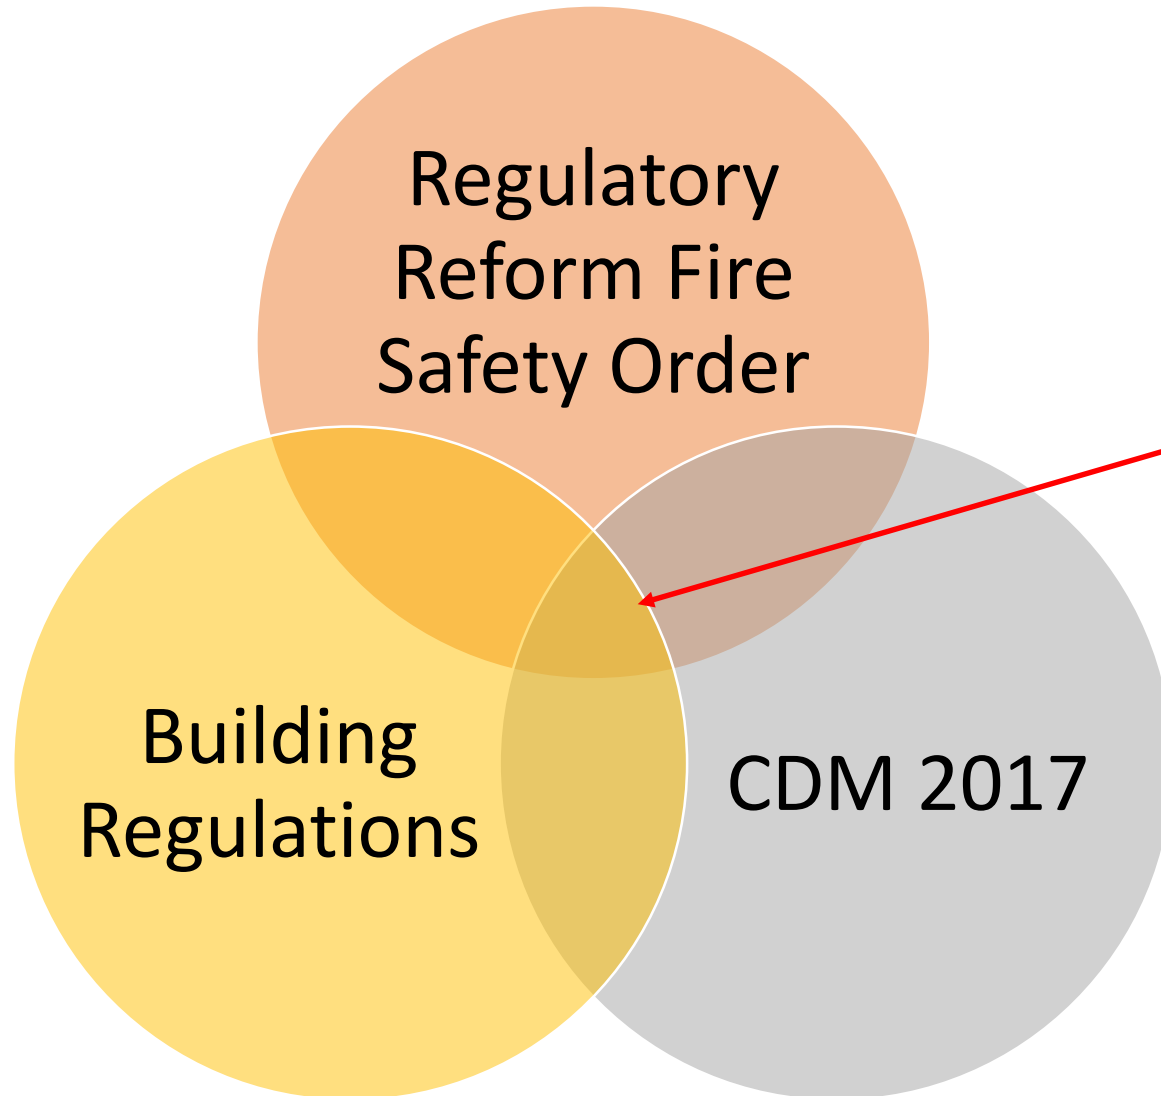 Regulatory
Reform Fire
Safety Order
Building
Regulations
CDM 2017